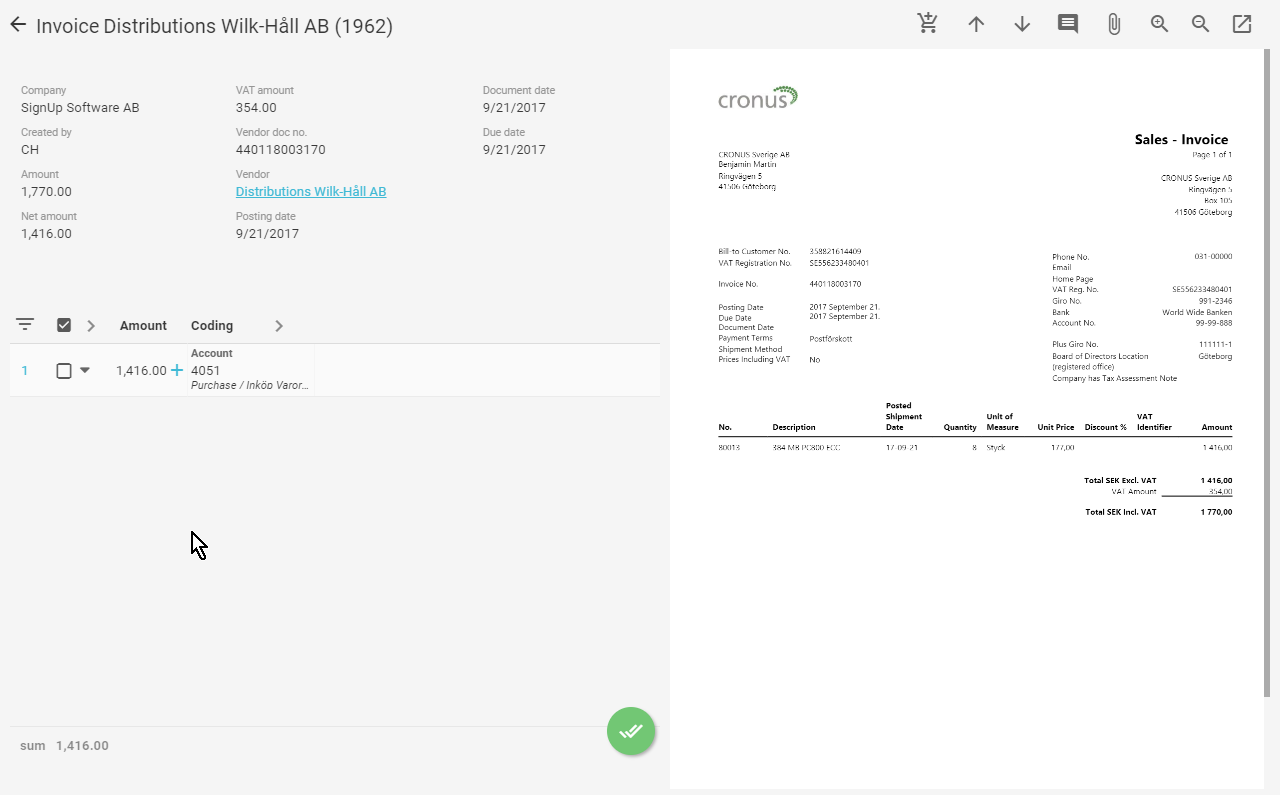 Invoice Distributions Wilk-Håll AB (1962)
Company
SignUp Software AB
VAT amount
354.00
Document date
9/21/2017
Created by
CH
Vendor doc no.
440118003170
Due date
9/21/2017
Amount
1,770.00
Vendor
Distributions Wilk-Håll AB
Net amount
1,416.00
Posting date
9/21/2017
Amount Coding
Account
1 1,416.00 4051
Purchase / Inköp Varor...
sum 1,416.00
cronus
Sales - Invoice
Page 1 of 1
CRONUS Sverige AB
Benjamin Martin
Ringvägen 5
41506 Göteborg
CRONUS Sverige AB
Ringvägen 5
Box 105
41506 Göteborg
Bill-to Customer No. 358821614409
VAT Registration No. SE556233480401
Invoice No. 440118003170
Posting Date 2017 September 21.
Due Date 2017 September 21.
Document Date
Payment Terms Postförskott
Shipment Method
Prices Including VAT No
Phone No. 031-00000
Email
Home Page
VAT Reg. No. SE556233480401
Giro No. 991-2346
Bank World Wide Banken
Account No. 99-99-888
Plus Giro No. 111111-1
Board of Directors Location Göteborg
(registered office)
Company has Tax Assessment Note
No. Description Posted Shipment Date Quantity Unit of Measure Unit Price Discount % VAT Identifier Amount
80013 384 MB PC800 ECC 17-09-21 8 Styck 177,00 1 416,00
Total SEK Excl. VAT 1 416,00
VAT Amount 354,00
Total SEK Incl. VAT 1 770,00